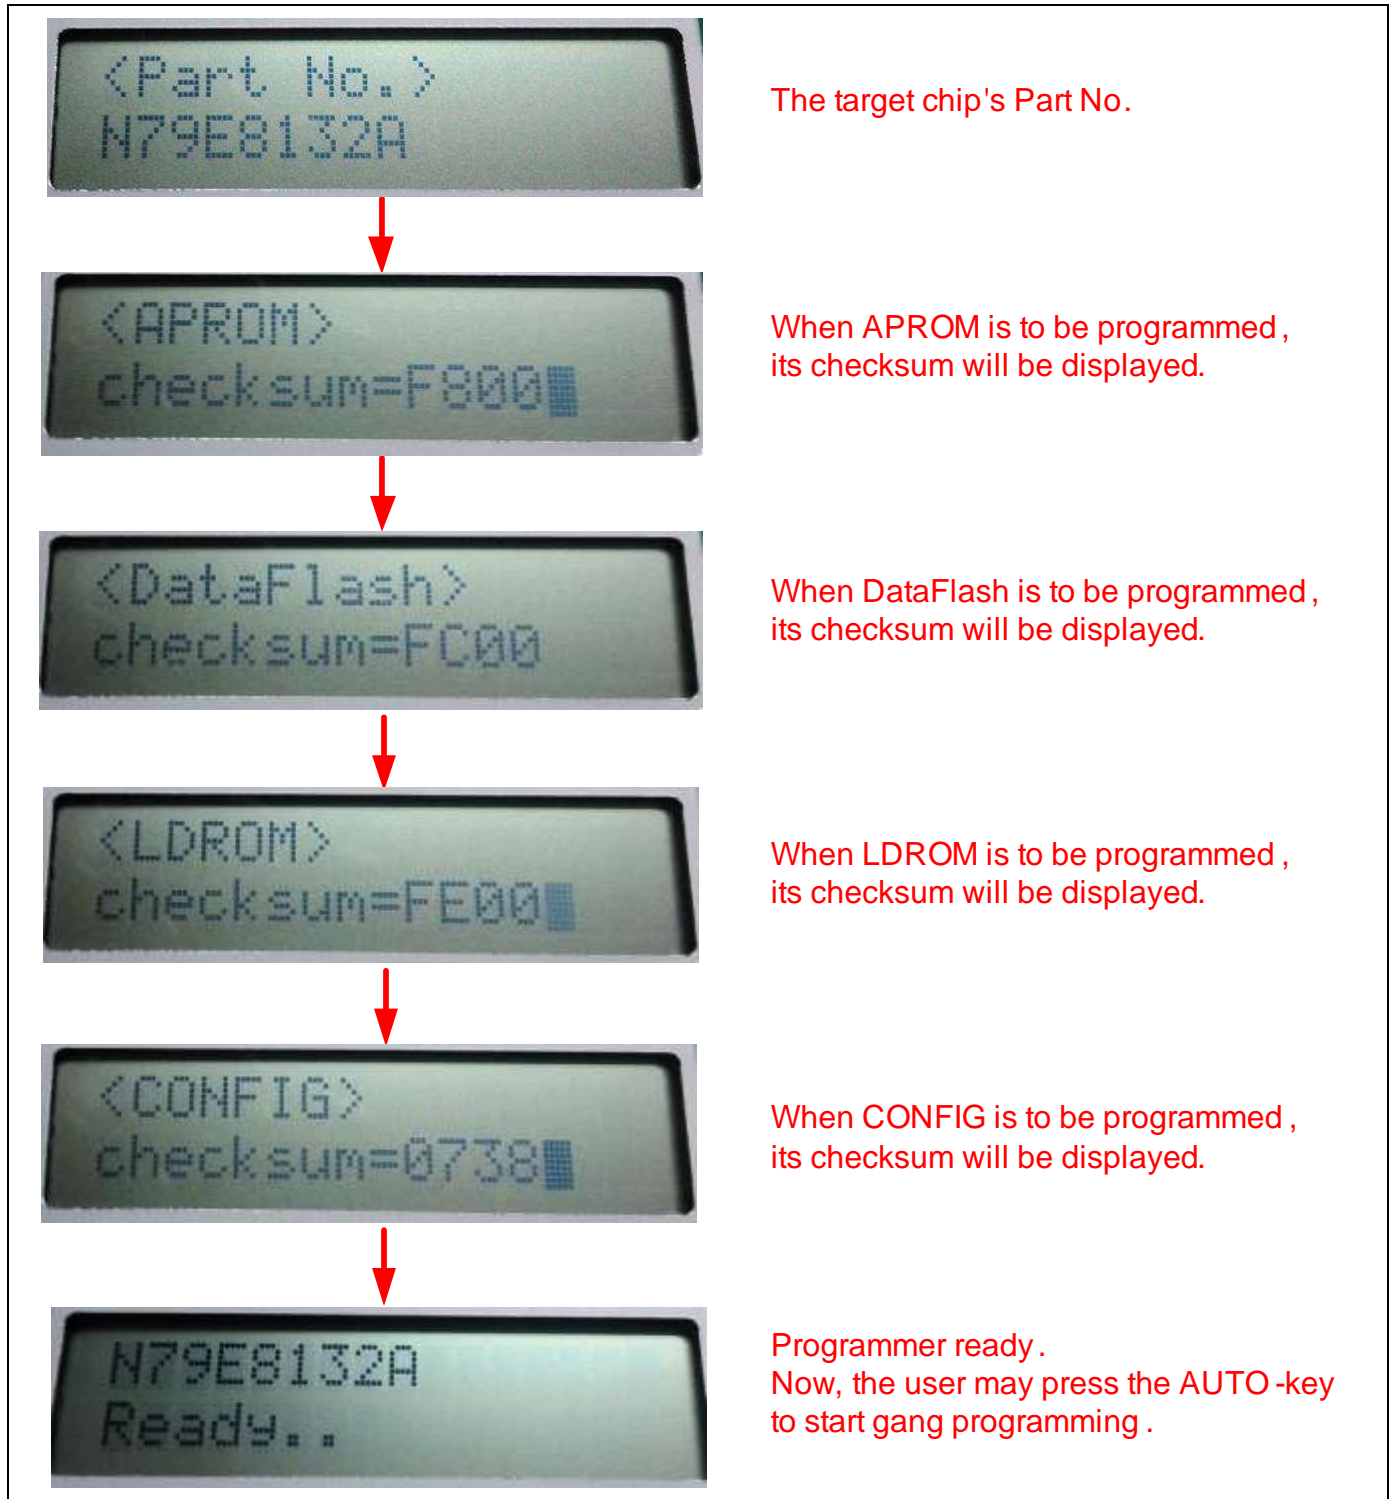 <Part No.>
N79E8132A
The target chip's Part No.
<APROM>
checksum=F800
When APROM is to be programmed,
its checksum will be displayed.
<DataFlash>
checksum=FC00
When DataFlash is to be programmed,
its checksum will be displayed.
<LDROM>
checksum=FE00
When LDROM is to be programmed,
its checksum will be displayed.
<CONFIG>
checksum=0738
When CONFIG is to be programmed,
its checksum will be displayed.
N79E8132A
Ready..
Programmer ready.
Now, the user may press the AUTO-key
to start gang programming.